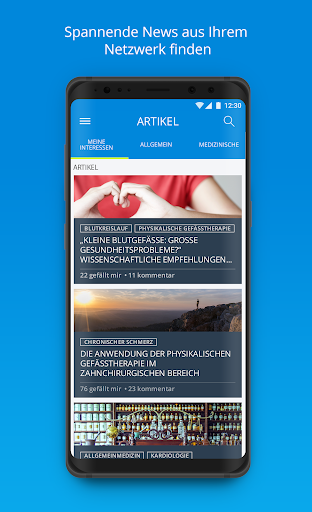 Spannende News aus Ihrem
Netzwerk finden
12:30
ARTIKEL
MEINE
INTERESSEN
ALLGEMEIN
MEDIZINISCHE
ARTIKEL
BLUTKREISLAUF
PHYSIKALISCHE GEFÄSSTHERAPIE
„KLEINE BLUTGEFÄSSE: GROSSE
GESUNDHEITSPROBLEME?“
WISSENSCHAFTLICHE EMPFEHLUNGEN...
22 gefällt mir • 11 kommentar
CHRONISCHER SCHMERZ
DIE ANWENDUNG DER PHYSIKALISCHEN
GEFÄSSTHERAPIE IM
ZAHNCHIRURGISCHEN BEREICH
76 gefällt mir • 23 kommentar
ALLGEMEINMEDIZIN
KARDIOLOGIE